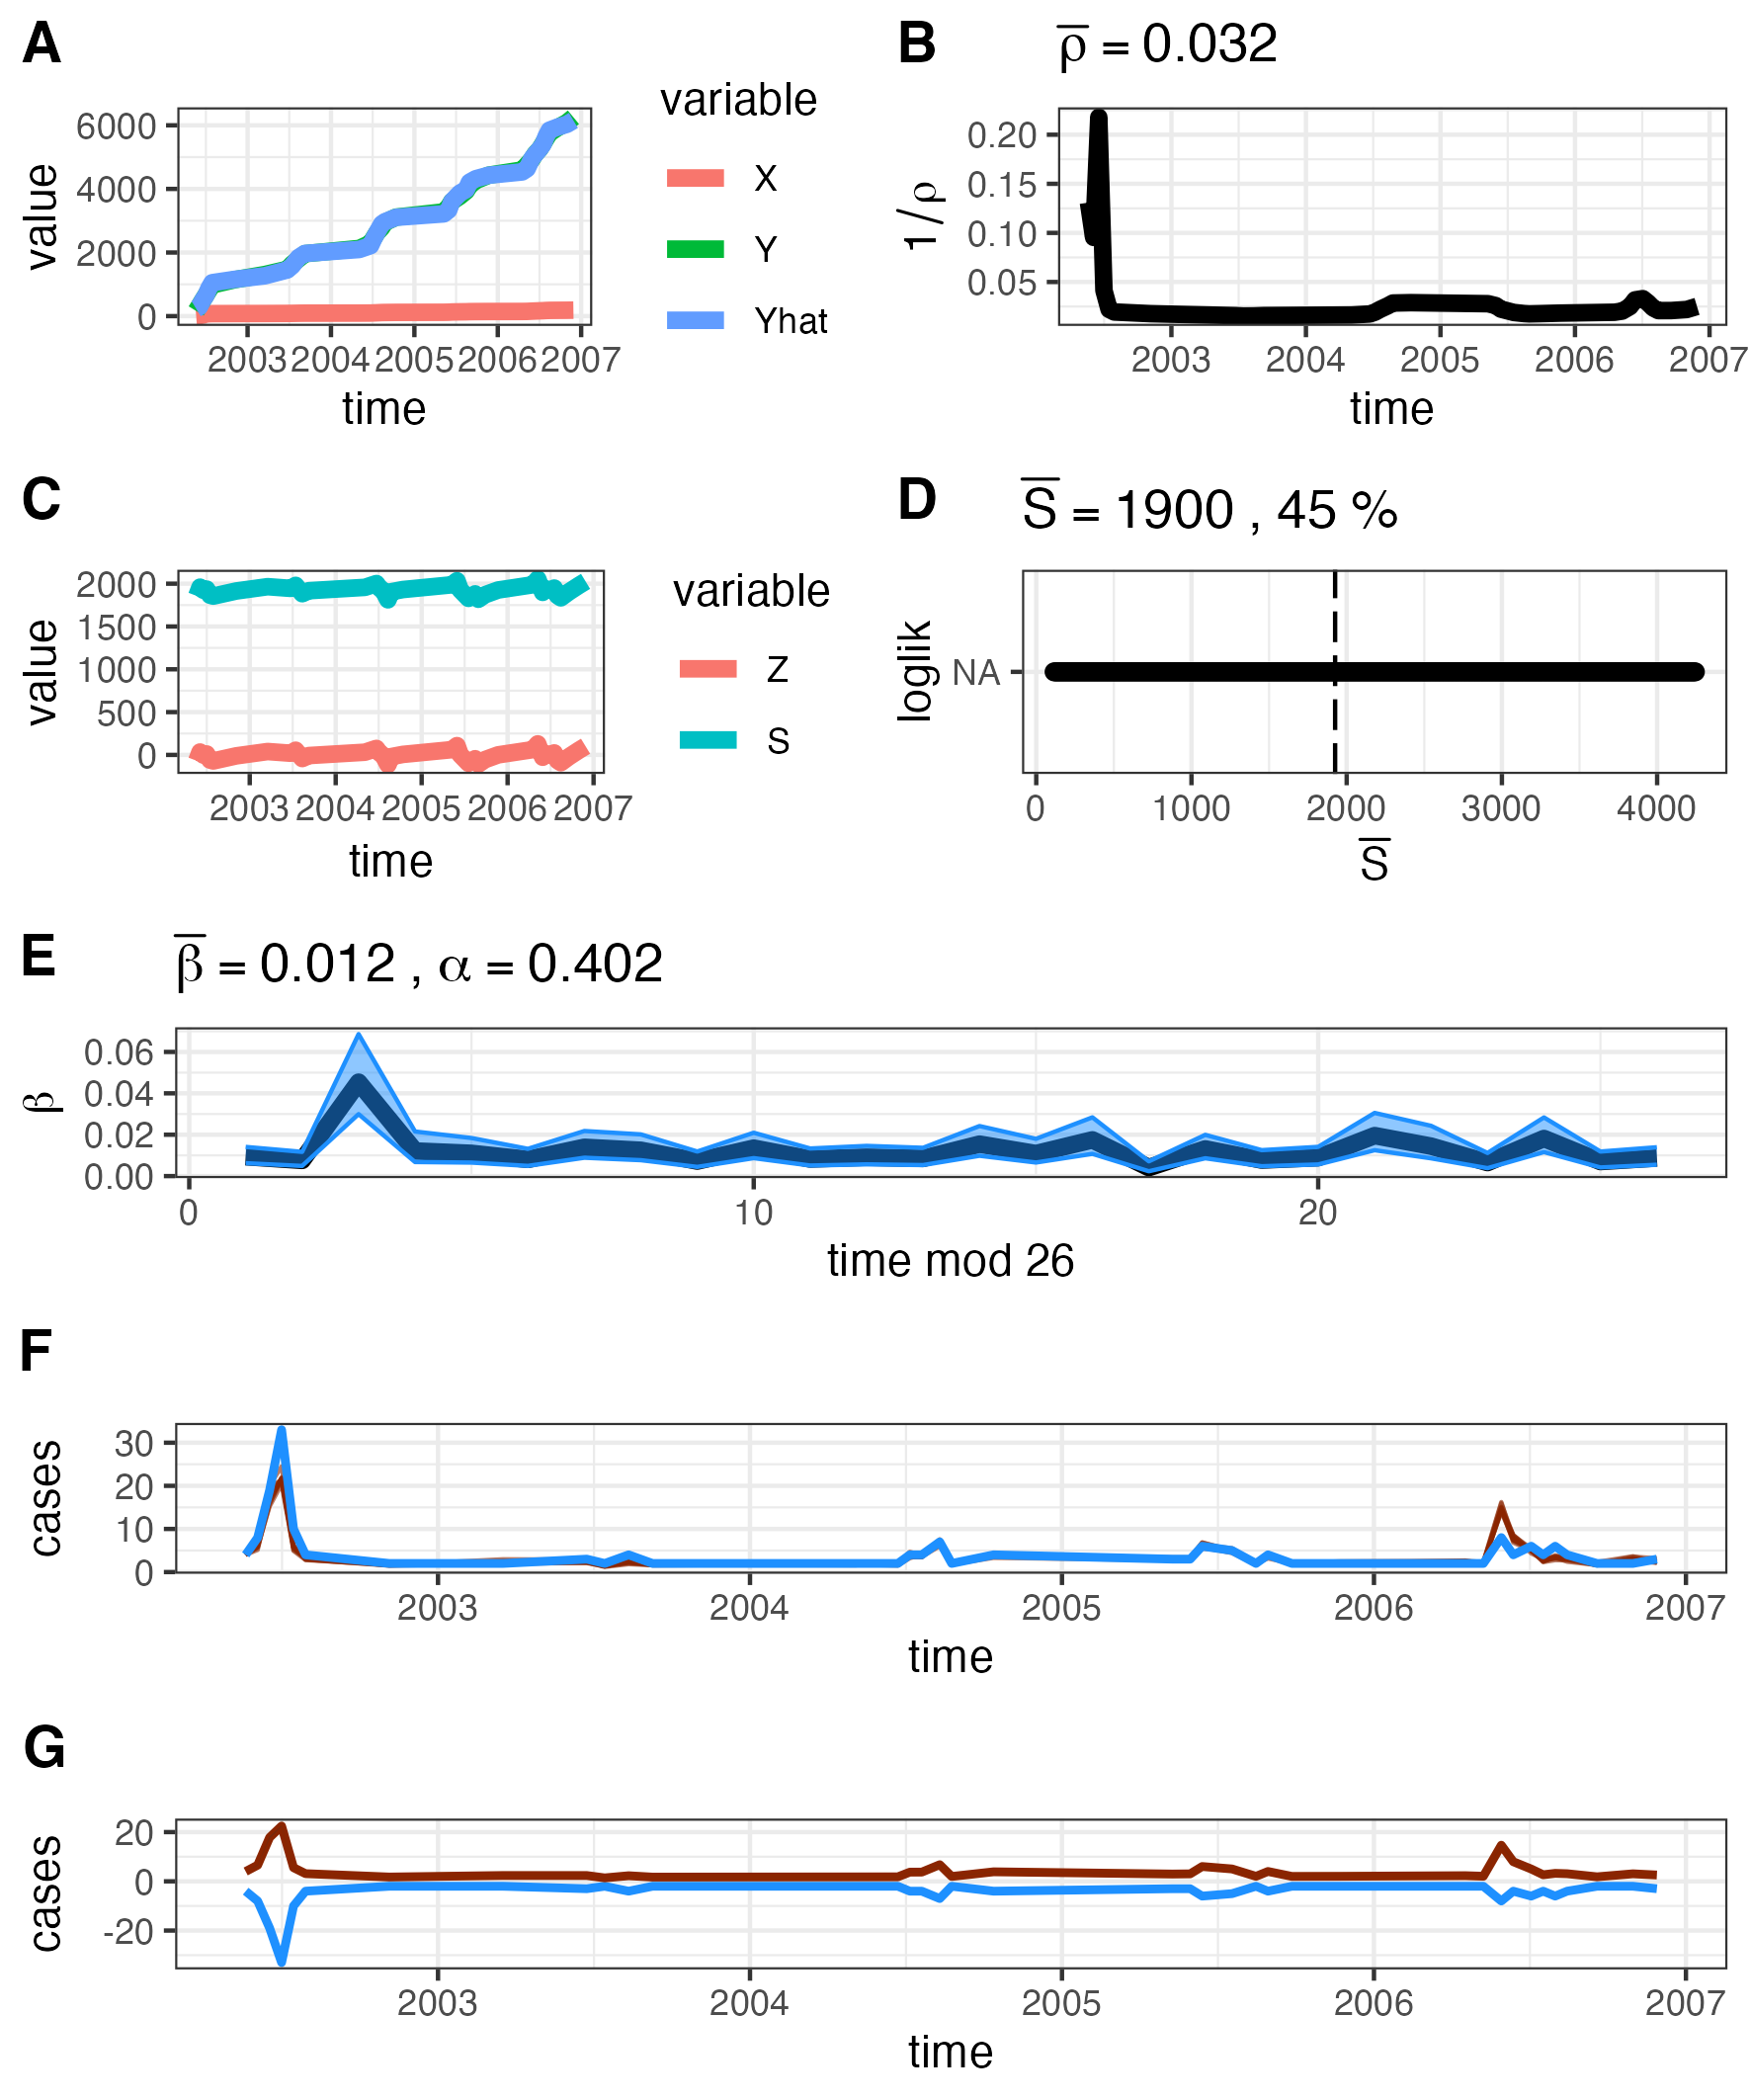 A
variable
X
Y
Yhat
value
6000
4000
2000
0
2003 2004 2005 2006 2007
time
B
ρ̅ = 0.032
1/ρ
0.20
0.15
0.10
0.05
2003 2004 2005 2006 2007
time
C
variable
Z
S
value
2000
1500
1000
500
0
2003 2004 2005 2006 2007
time
D
S̅ = 1900 , 45 %
loglik
NA
0 1000 2000 3000 4000
S̅
E
β̅ = 0.012 , α = 0.402
β
0.06
0.04
0.02
0.00
0 10 20
time mod 26
F
cases
30
20
10
0
2003 2004 2005 2006 2007
time
G
cases
20
0
-20
2003 2004 2005 2006 2007
time